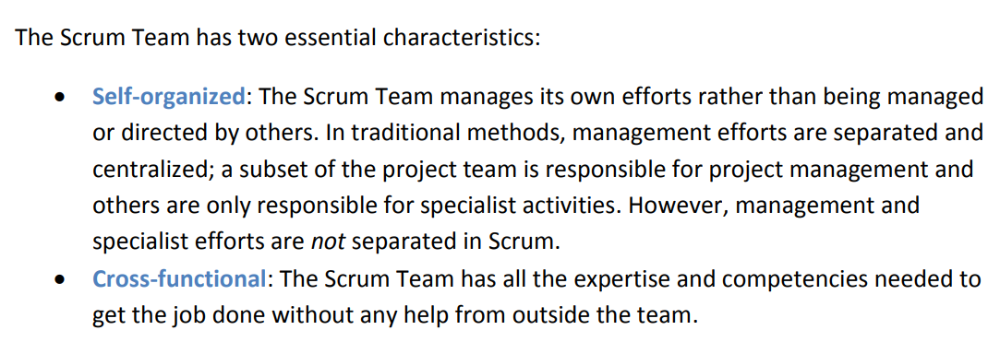 The Scrum Team has two essential characteristics:
• Self-organized: The Scrum Team manages its own efforts rather than being managed
or directed by others. In traditional methods, management efforts are separated and
centralized; a subset of the project team is responsible for project management and
others are only responsible for specialist activities. However, management and
specialist efforts are not separated in Scrum.
• Cross-functional: The Scrum Team has all the expertise and competencies needed to
get the job done without any help from outside the team.